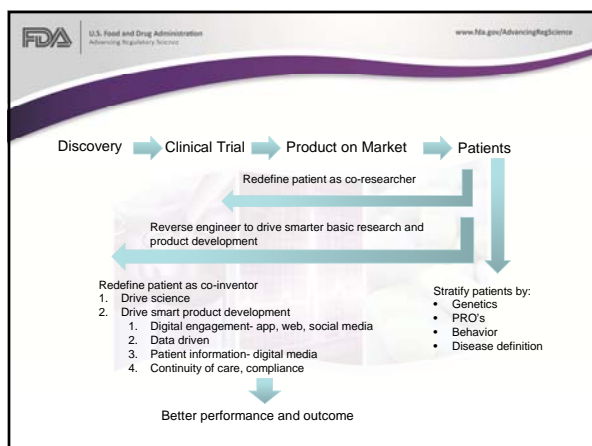 FDA
U.S. Food and Drug Administration
Advancing Regulatory Science
www.fda.gov/AdvancingRegScience
Discovery
Clinical Trial
Product on Market
Patients
Redefine patient as co-researcher
Reverse engineer to drive smarter basic research and
product development
Redefine patient as co-inventor
1. Drive science
2. Drive smart product development
1. Digital engagement- app, web, social media
2. Data driven
3. Patient information- digital media
4. Continuity of care, compliance
Stratify patients by:
• Genetics
• PRO's
• Behavior
• Disease definition
Better performance and outcome